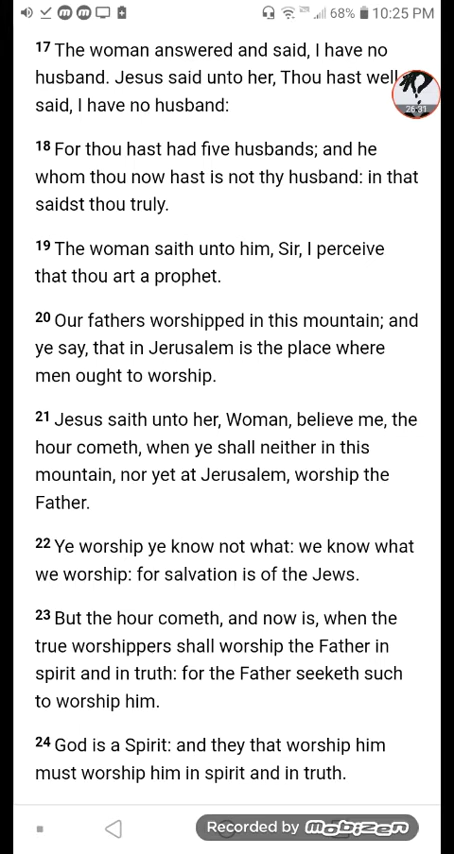 68% 10:25 PM
17 The woman answered and said, I have no
husband. Jesus said unto her, Thou hast well
said, I have no husband:
26:31
18 For thou hast had five husbands; and he
whom thou now hast is not thy husband: in that
saidst thou truly.
19 The woman saith unto him, Sir, I perceive
that thou art a prophet.
20 Our fathers worshipped in this mountain; and
ye say, that in Jerusalem is the place where
men ought to worship.
21 Jesus saith unto her, Woman, believe me, the
hour cometh, when ye shall neither in this
mountain, nor yet at Jerusalem, worship the
Father.
22 Ye worship ye know not what: we know what
we worship: for salvation is of the Jews.
23 But the hour cometh, and now is, when the
true worshippers shall worship the Father in
spirit and in truth: for the Father seeketh such
to worship him.
24 God is a Spirit: and they that worship him
must worship him in spirit and in truth.
Recorded by mobizen